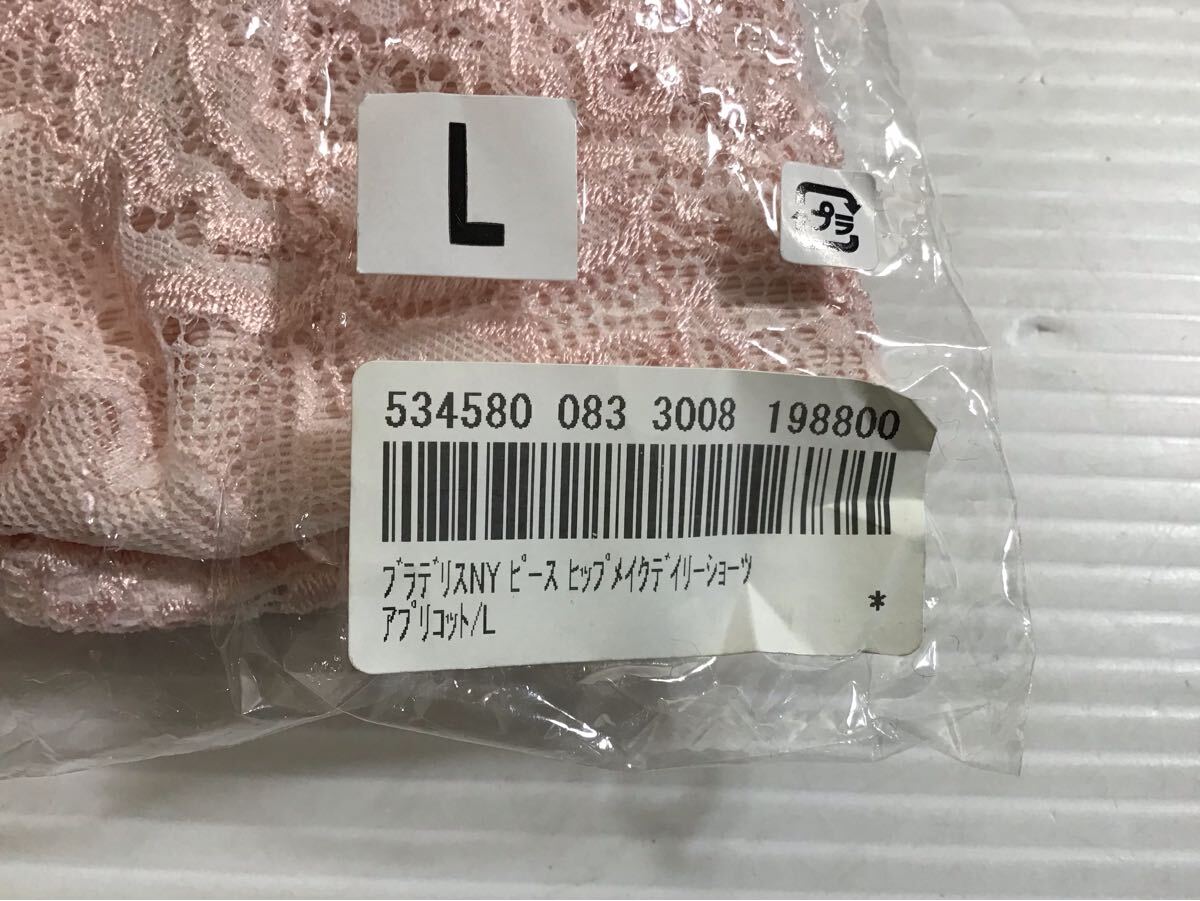 L
プラ
534580 083 3008 198800
ブラデリスNY ピース ヒップメイクデイリーショーツ
アプリコット/L
*